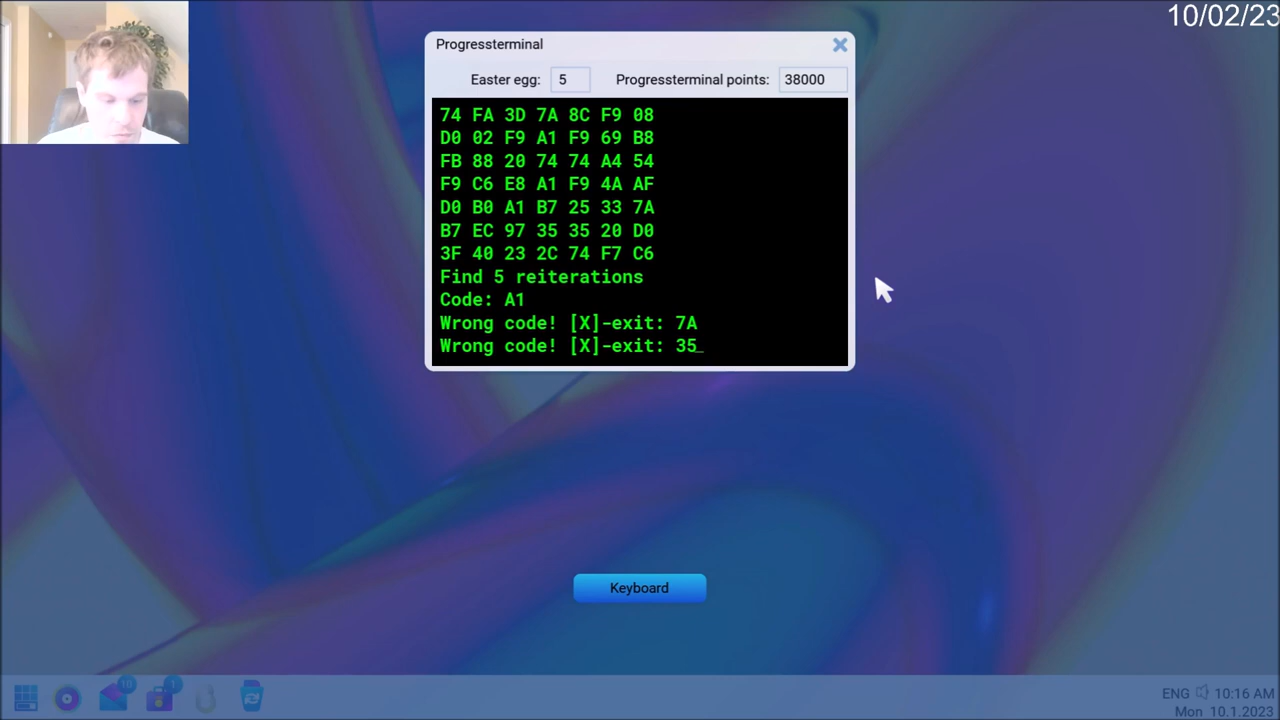 10/02/23
Progressterminal
Easter egg: 5 Progressterminal points: 38000
74 FA 3D 7A 8C F9 08
D0 02 F9 A1 F9 69 B8
FB 88 20 74 74 A4 54
F9 C6 E8 A1 F9 4A AF
D0 B0 A1 B7 25 33 7A
B7 EC 97 35 35 20 D0
3F 40 23 2C 74 F7 C6
Find 5 reiterations
Code: A1
Wrong code! [X]-exit: 7A
Wrong code! [X]-exit: 35_
Keyboard
10 1
ENG 10:16 AM
Mon 10.1.2023